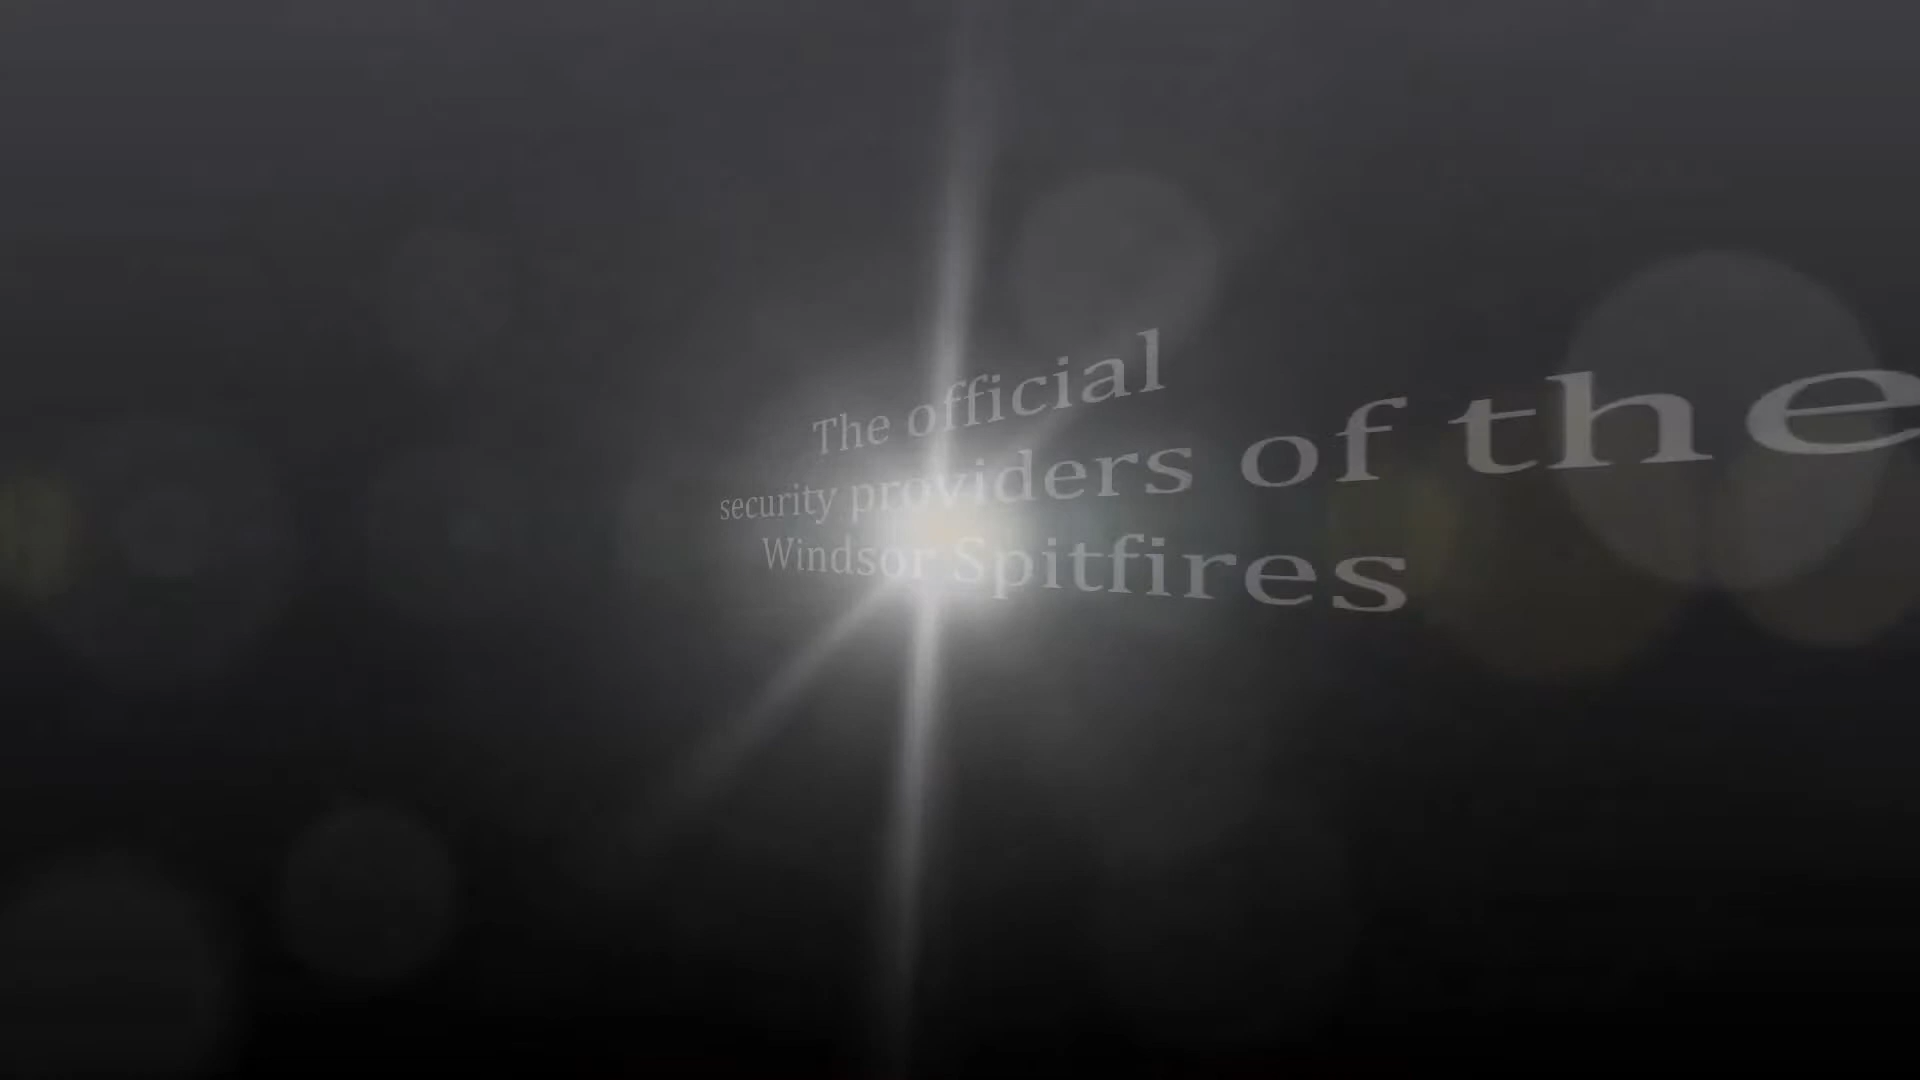 The official
security providers of the
Windsor Spitfires